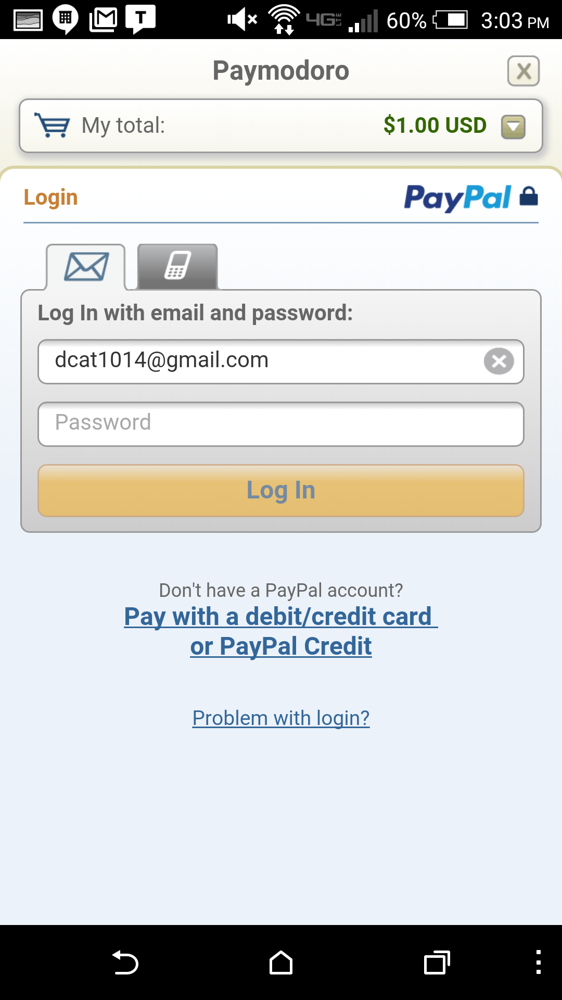 T 4G LTE 60% 3:03 PM
Paymodoro
X
My total: $1.00 USD
Login PayPal
Log In with email and password:
dcat1014@gmail.com
Password
Log In
Don't have a PayPal account?
Pay with a debit/credit card
or PayPal Credit
Problem with login?